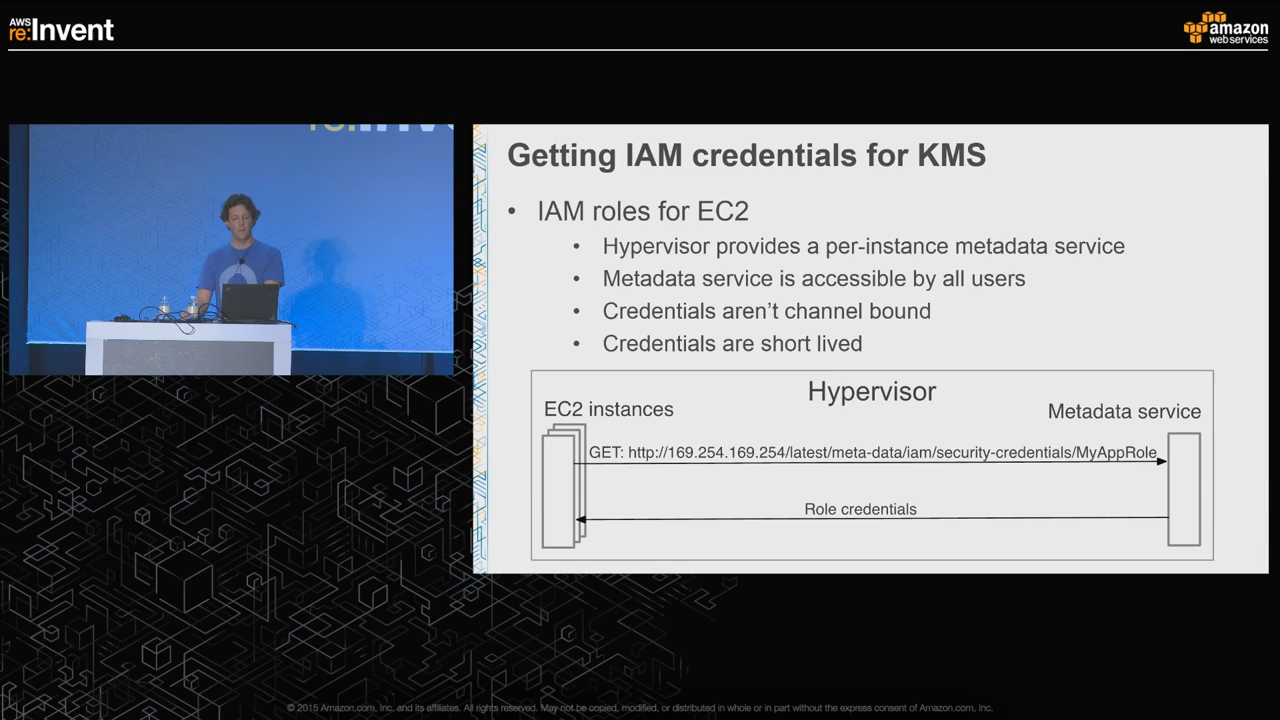 AWS
re:Invent
amazon
web services
Getting IAM credentials for KMS
• IAM roles for EC2
• Hypervisor provides a per-instance metadata service
• Metadata service is accessible by all users
• Credentials aren't channel bound
• Credentials are short lived
Hypervisor
EC2 instances
Metadata service
GET: http://169.254.169.254/latest/meta-data/iam/security-credentials/MyAppRole
Role credentials
© 2015 Amazon.com, Inc. and its affiliates. All rights reserved. May not be copied, modified, or distributed in whole or in part without the express consent of Amazon.com, Inc.